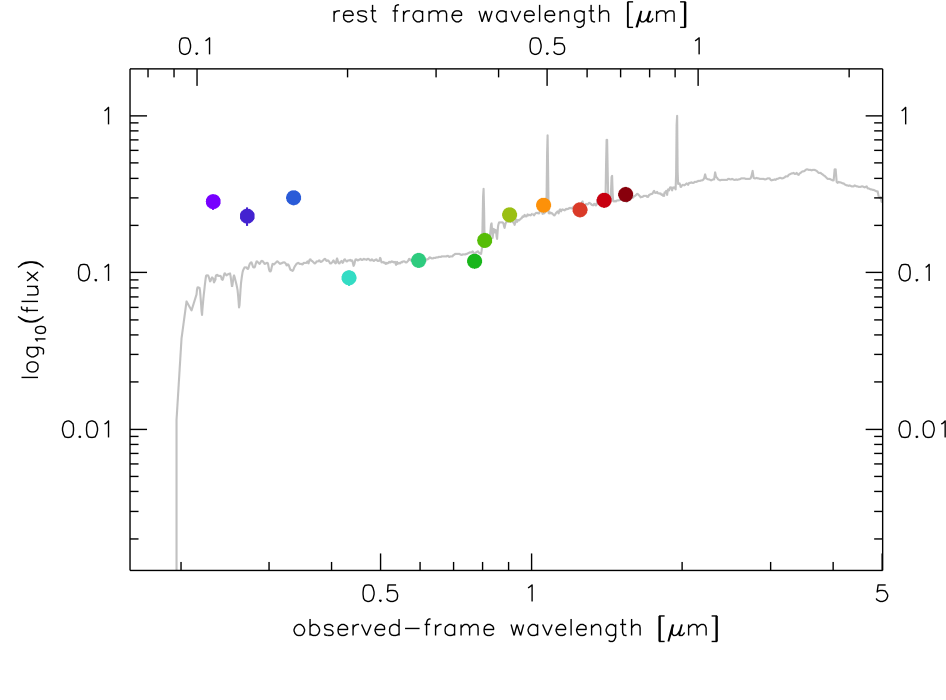 rest frame wavelength [μm]
0.1 0.5 1
1 1
0.1 0.1
0.01 0.01
log10(flux)
0.5 1 5
observed-frame wavelength [μm]